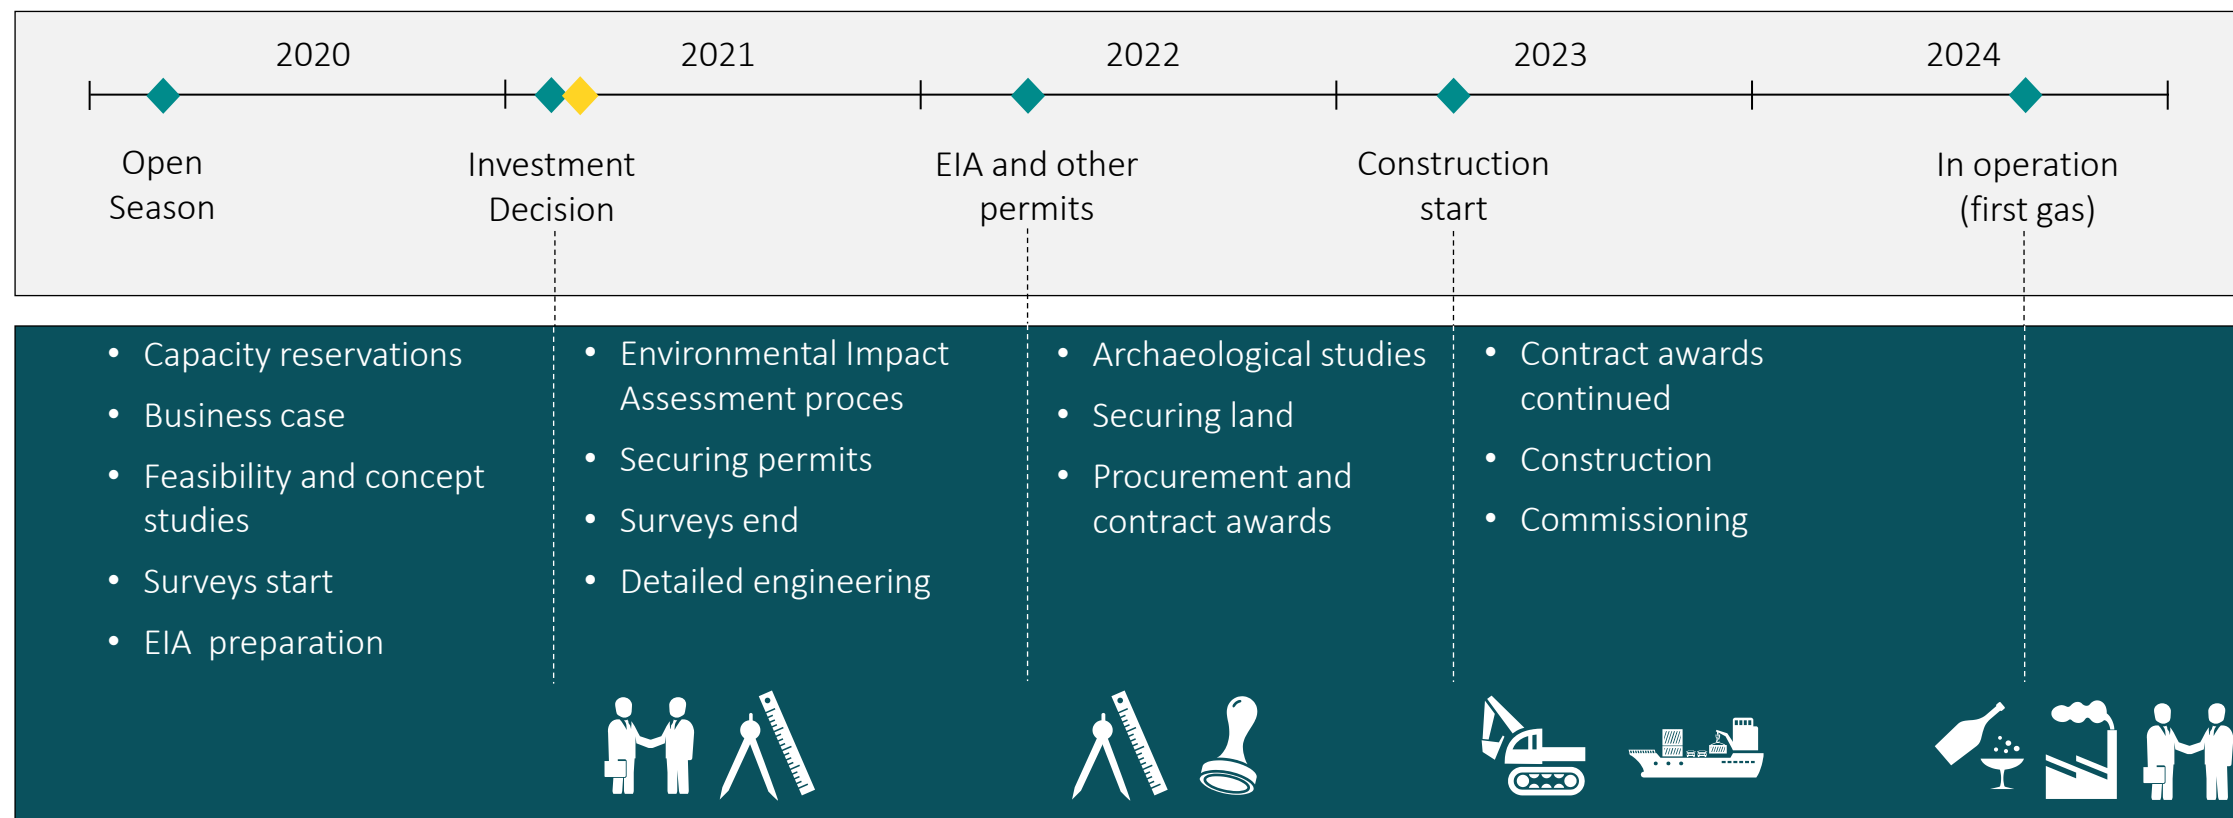 2020
2021
2022
2023
2024
Open
Season
Investment
Decision
EIA and other
permits
Construction
start
In operation
(first gas)
• Capacity reservations
• Business case
• Feasibility and concept
studies
• Surveys start
• EIA  preparation
• Environmental Impact
Assessment proces
• Securing permits
• Surveys end
• Detailed engineering
• Archaeological studies
• Securing land
• Procurement and
contract awards
• Contract awards
continued
• Construction
• Commissioning